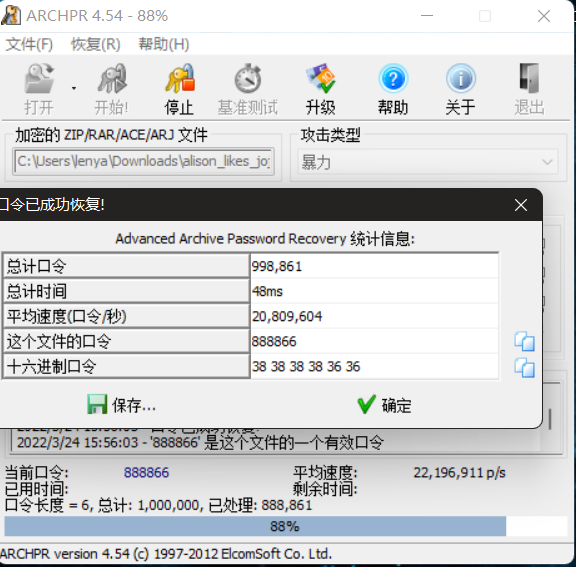 ARCHPR 4.54 - 88%
文件(F) 恢复(R) 帮助(H)
打开 开始! 停止 基准测试 升级 帮助 关于 退出
加密的 ZIP/RAR/ACE/ARJ 文件 攻击类型
C:\Users\lenya\Downloads\alison_likes_jo 暴力
口令已成功恢复!
Advanced Archive Password Recovery 统计信息:
总计口令 998,861
总计时间 48ms
平均速度(口令/秒) 20,809,604
这个文件的口令 888866
十六进制口令 38 38 38 38 36 36
保存... 确定
2022/3/24 15:56:03 - 口令已成功恢复!
2022/3/24 15:56:03 - '888866' 是这个文件的一个有效口令
当前口令: 888866 平均速度: 22,196,911 p/s
已用时间: 剩余时间:
口令长度 = 6, 总计: 1,000,000, 已处理: 888,861
88%
ARCHPR version 4.54 (c) 1997-2012 ElcomSoft Co. Ltd.